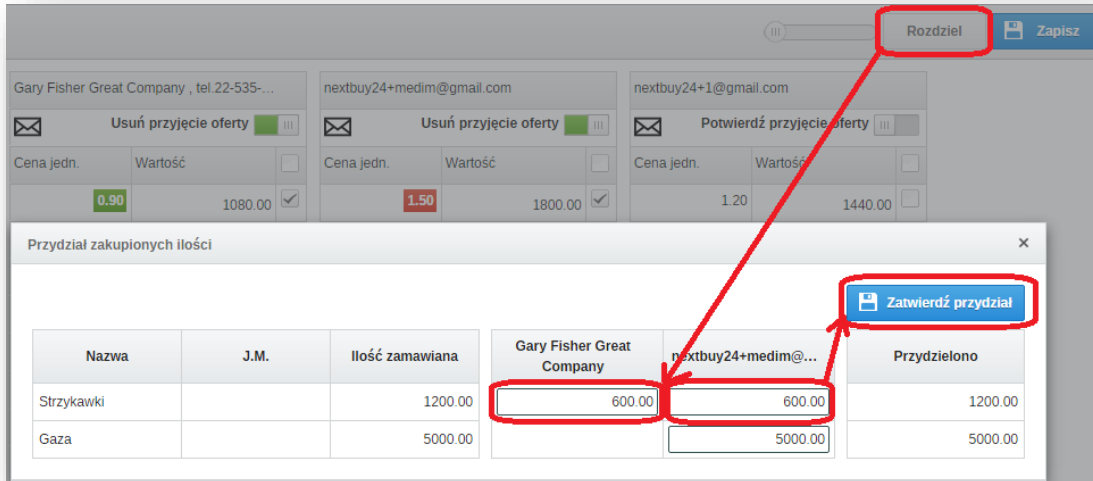 Rozdziel Zapisz
Gary Fisher Great Company , tel.22-535-... nextbuy24+medim@gmail.com nextbuy24+1@gmail.com
Usuń przyjęcie oferty Usuń przyjęcie oferty Potwierdź przyjęcie oferty
Cena jedn. Wartość Cena jedn. Wartość Cena jedn. Wartość
0.90 1080.00 1.50 1800.00 1.20 1440.00
Przydział zakupionych ilości ×
Zatwierdź przydział
Nazwa J.M. Ilość zamawiana Gary Fisher Great Company nextbuy24+medim@... Przydzielono
Strzykawki 1200.00 600.00 600.00 1200.00
Gaza 5000.00 5000.00 5000.00